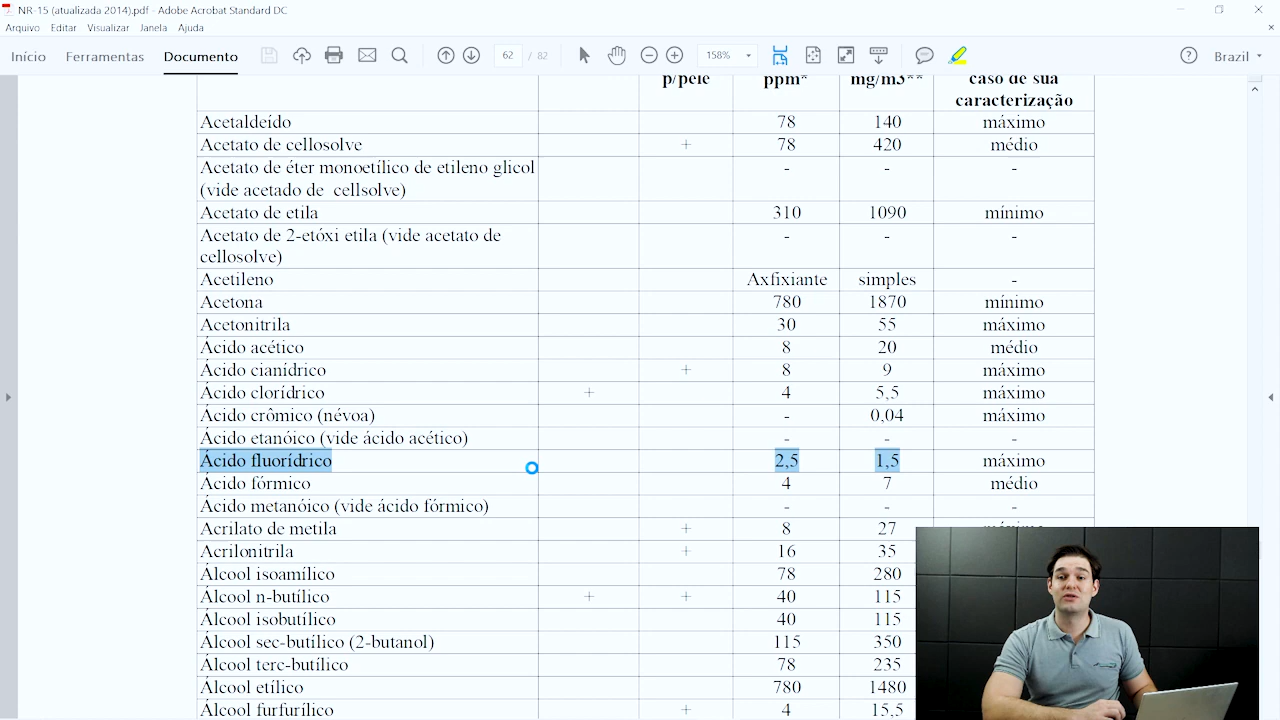 NR-15 (atualizada 2014).pdf - Adobe Acrobat Standard DC
Arquivo Editar Visualizar Janela Ajuda
Início Ferramentas Documento 62 / 82 158% Brazil
p/pele ppm* mg/m3** caso de sua
caracterização
Acetaldeído 78 140 máximo
Acetato de cellosolve + 78 420 médio
Acetato de éter monoetílico de etileno glicol
(vide acetado de cellsolve) - - -
Acetato de etila 310 1090 mínimo
Acetato de 2-etóxi etila (vide acetato de
cellosolve) - - -
Acetileno Axfixiante simples -
Acetona 780 1870 mínimo
Acetonitrila 30 55 máximo
Ácido acético 8 20 médio
Ácido cianídrico + 8 9 máximo
Ácido clorídrico + 4 5,5 máximo
Ácido crômico (névoa) - 0,04 máximo
Ácido etanóico (vide ácido acético) - - -
Ácido fluorídrico 2,5 1,5 máximo
Ácido fórmico 4 7 médio
Ácido metanóico (vide ácido fórmico) - - -
Acrilato de metila + 8 27
Acrilonitrila + 16 35
Álcool isoamílico 78 280
Álcool n-butílico + + 40 115
Álcool isobutílico 40 115
Álcool sec-butílico (2-butanol) 115 350
Álcool terc-butílico 78 235
Álcool etílico 780 1480
Álcool furfurílico + 4 15,5